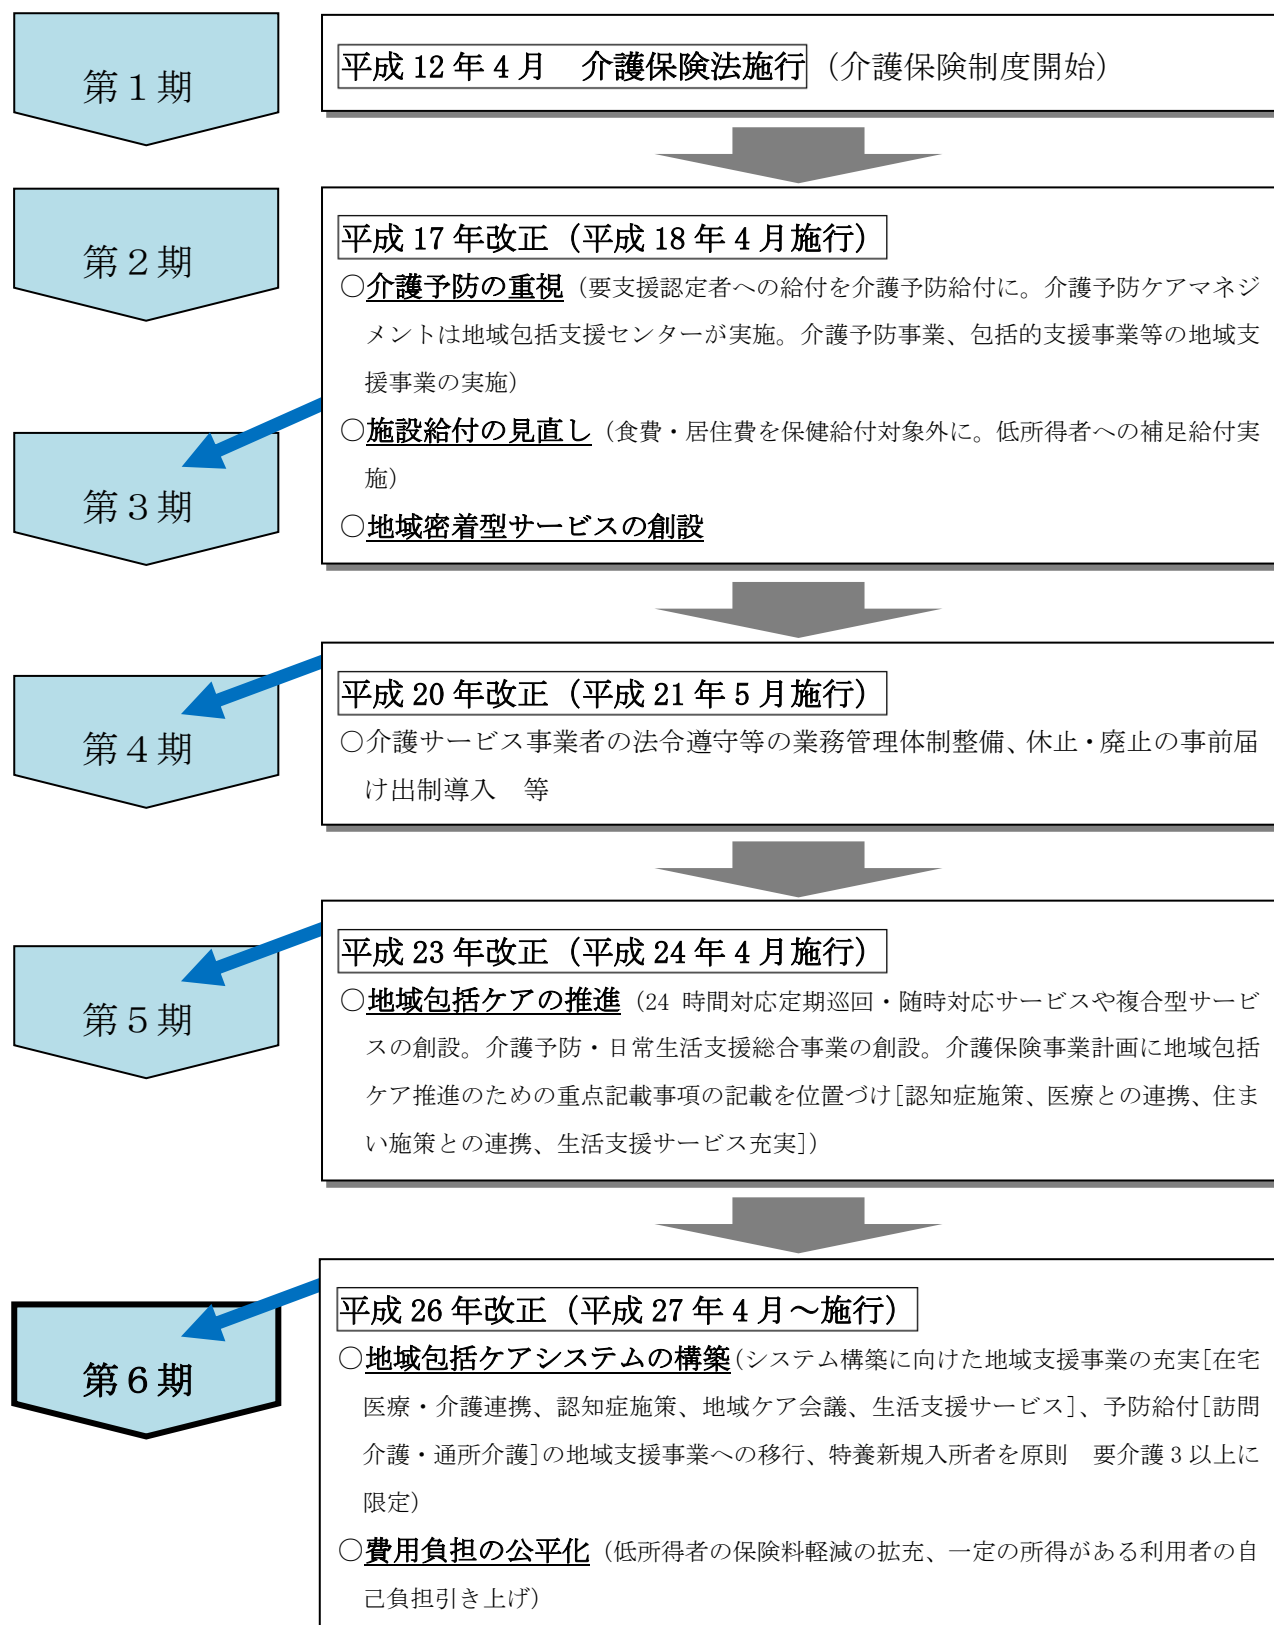 第１期
平成 12 年 4 月　介護保険法施行（介護保険制度開始）
第２期
平成 17 年改正（平成 18 年 4 月施行）
○介護予防の重視（要支援認定者への給付を介護予防給付に。介護予防ケアマネジ
メントは地域包括支援センターが実施。介護予防事業、包括的支援事業等の地域支
援事業の実施）
○施設給付の見直し（食費・居住費を保健給付対象外に。低所得者への補足給付実
施）
○地域密着型サービスの創設
第３期
平成 20 年改正（平成 21 年 5 月施行）
○介護サービス事業者の法令遵守等の業務管理体制整備、休止・廃止の事前届
け出制導入　等
第４期
平成 23 年改正（平成 24 年 4 月施行）
○地域包括ケアの推進（24 時間対応定期巡回・随時対応サービスや複合型サービ
スの創設。介護予防・日常生活支援総合事業の創設。介護保険事業計画に地域包括
ケア推進のための重点記載事項の記載を位置づけ[認知症施策、医療との連携、住ま
い施策との連携、生活支援サービス充実]）
第５期
平成 26 年改正（平成 27 年 4 月～施行）
○地域包括ケアシステムの構築(システム構築に向けた地域支援事業の充実[在宅
医療・介護連携、認知症施策、地域ケア会議、生活支援サービス]、予防給付[訪問
介護・通所介護]の地域支援事業への移行、特養新規入所者を原則　要介護 3 以上に
限定)
○費用負担の公平化（低所得者の保険料軽減の拡充、一定の所得がある利用者の自
己負担引き上げ）
第６期